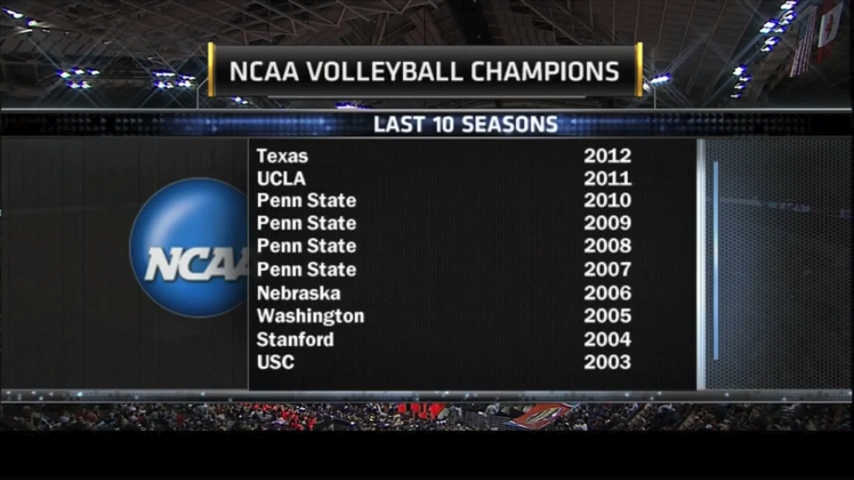 NCAA VOLLEYBALL CHAMPIONS
LAST 10 SEASONS
Texas 2012
UCLA 2011
Penn State 2010
Penn State 2009
Penn State 2008
Penn State 2007
Nebraska 2006
Washington 2005
Stanford 2004
USC 2003
NCAA